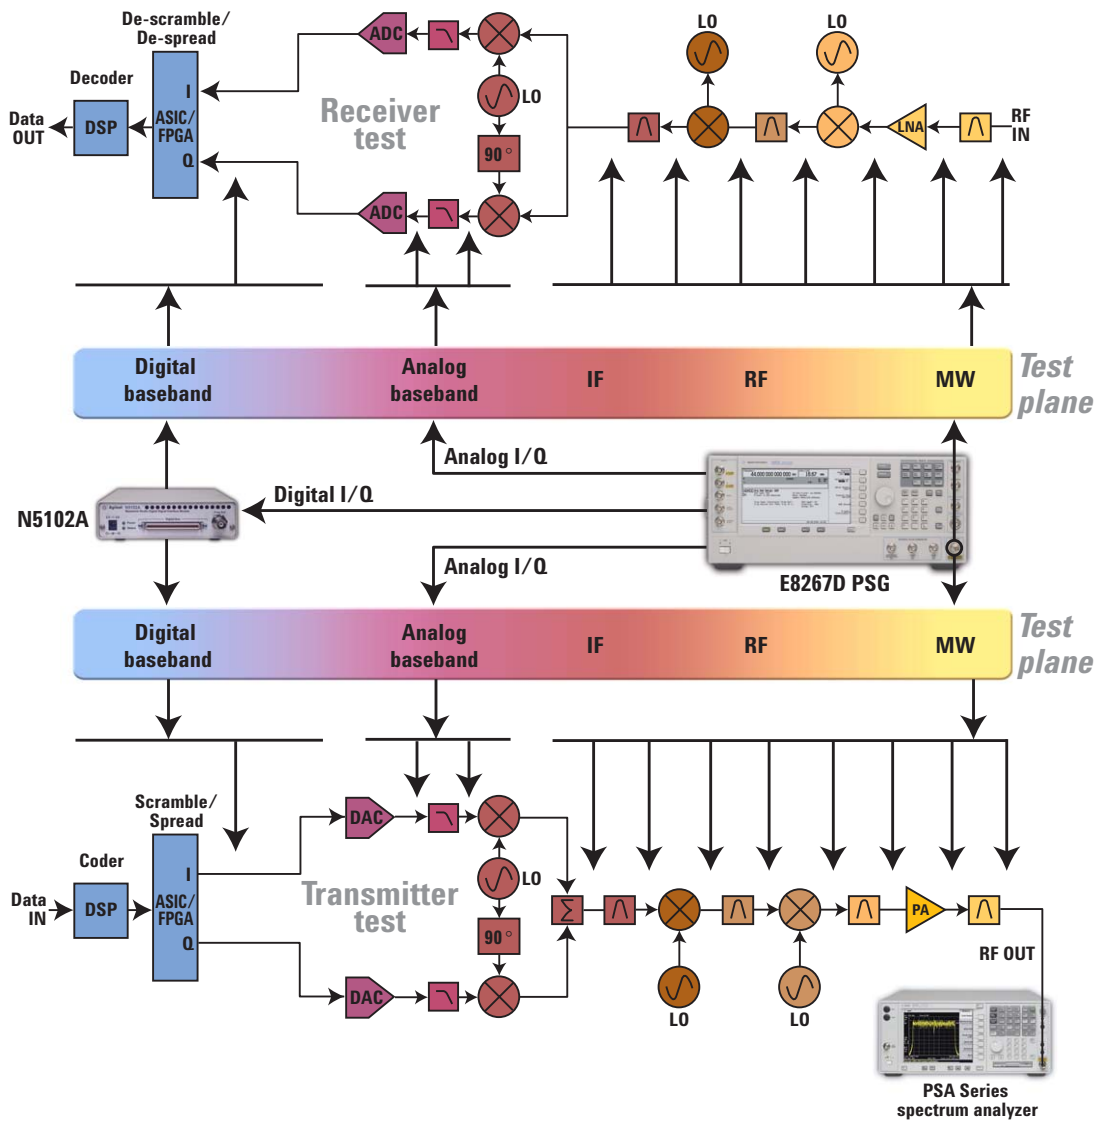 De-scramble/
De-spread
Decoder
Data
OUT
DSP
I
ASIC/
FPGA
Q
ADC
ADC
Receiver
test
LO
90°
LO
LO
LNA
RF
IN
Digital
baseband
Analog
baseband
IF
RF
MW
Test
plane
Analog I/Q
Digital I/Q
N5102A
Analog I/Q
E8267D PSG
Digital
baseband
Analog
baseband
IF
RF
MW
Test
plane
Scramble/
Spread
Coder
Data
IN
DSP
I
ASIC/
FPGA
Q
DAC
DAC
Transmitter
test
LO
90°
Σ
LO
LO
PA
RF OUT
PSA Series
spectrum analyzer